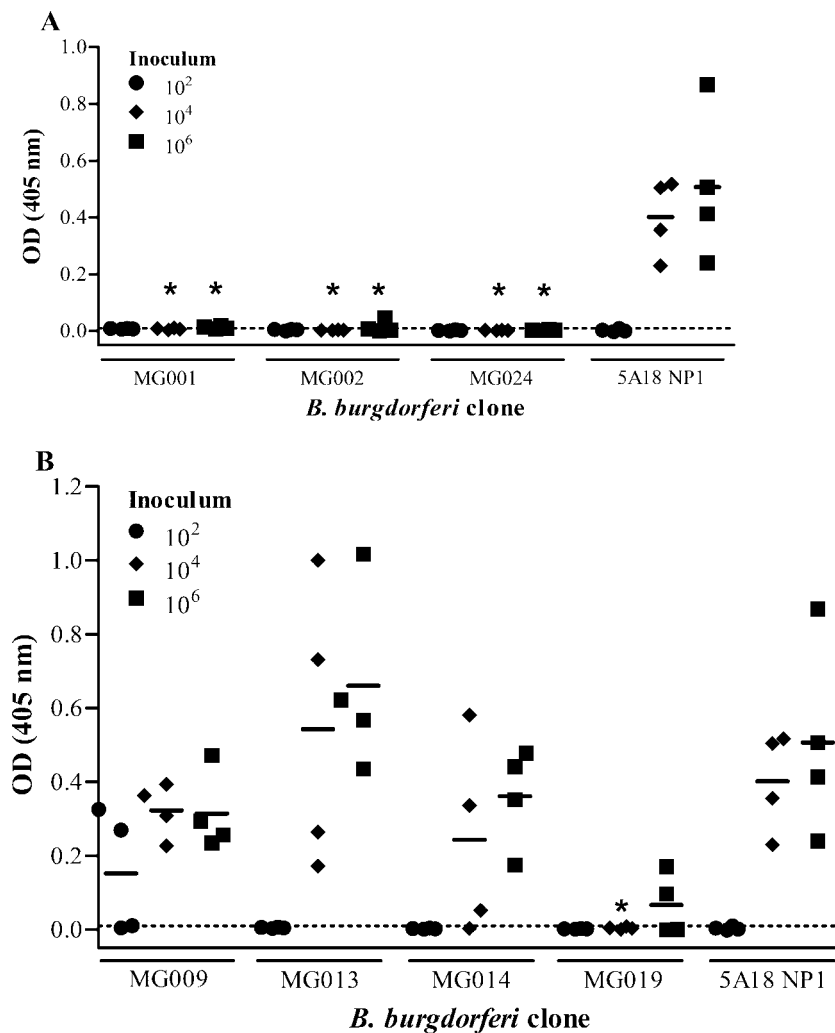 A
Inoculum
10²
10⁴
10⁶
OD (405 nm)
1.0
0.8
0.6
0.4
0.2
0.0
* * * * * *
MG001 MG002 MG024 5A18 NP1
B. burgdorferi clone
B
Inoculum
10²
10⁴
10⁶
OD (405 nm)
1.2
1.0
0.8
0.6
0.4
0.2
0.0
*
MG009 MG013 MG014 MG019 5A18 NP1
B. burgdorferi clone